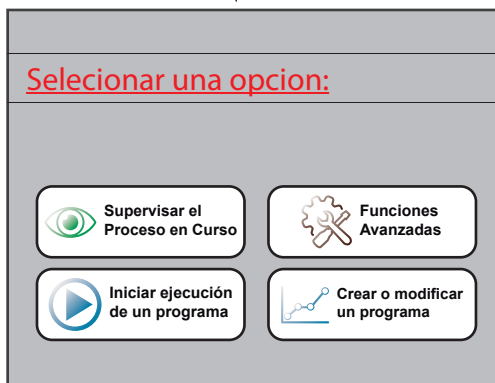 Selecionar una opcion:
Supervisar el
Proceso en Curso
Funciones
Avanzadas
Iniciar ejecución
de un programa
Crear o modificar
un programa